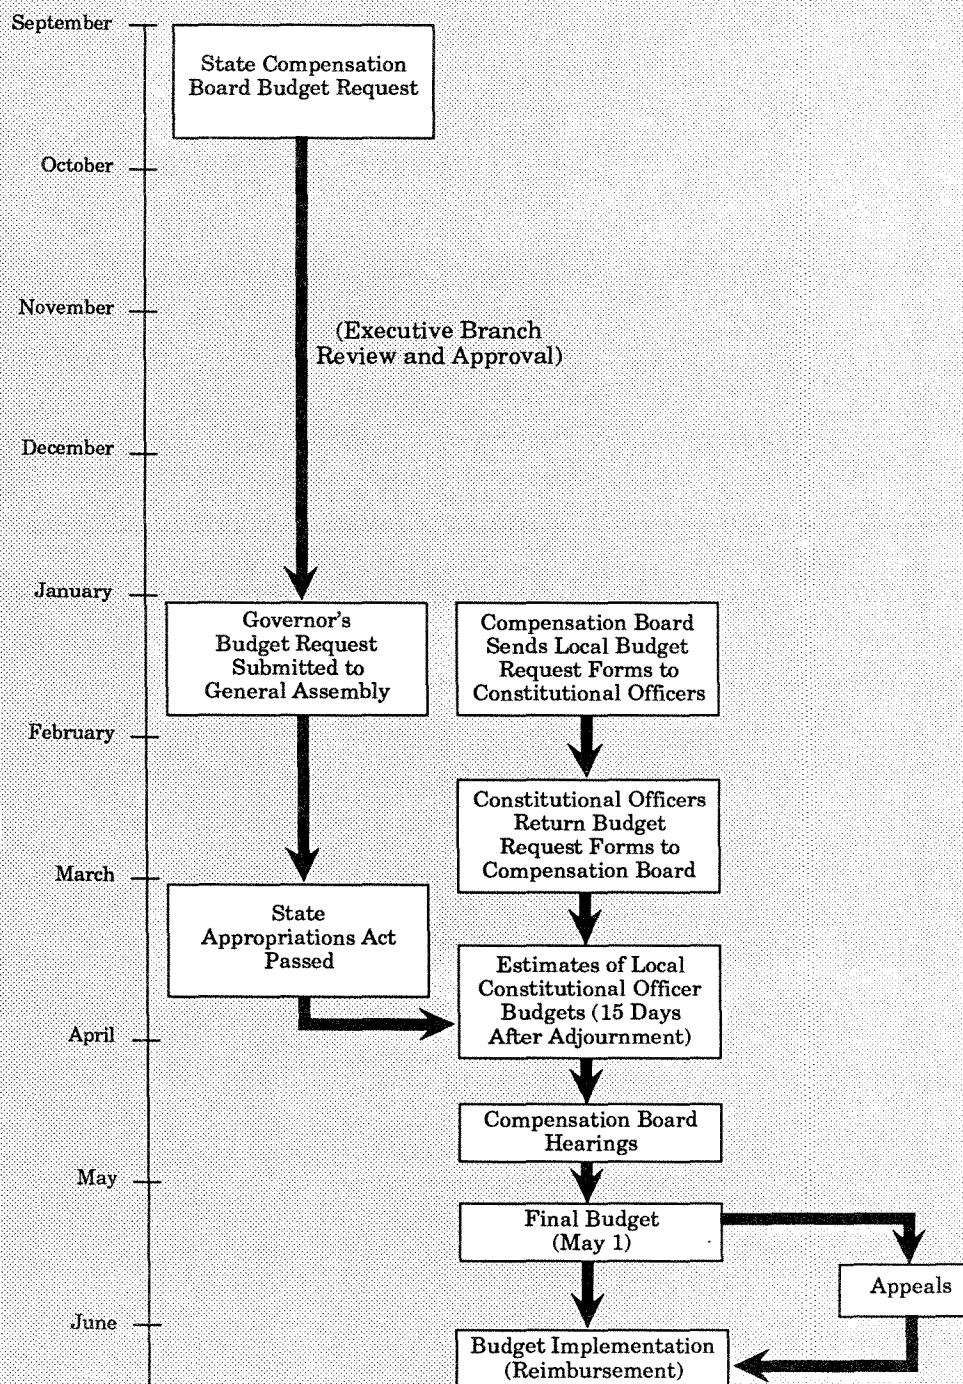 September
State Compensation
Board Budget Request
October
November
(Executive Branch
Review and Approval)
December
January
Governor's
Budget Request
Submitted to
General Assembly
Compensation Board
Sends Local Budget
Request Forms to
Constitutional Officers
February
Constitutional Officers
Return Budget
Request Forms to
Compensation Board
March
State
Appropriations Act
Passed
Estimates of Local
Constitutional Officer
Budgets (15 Days
After Adjournment)
April
Compensation Board
Hearings
May
Final Budget
(May 1)
Appeals
June
Budget Implementation
(Reimbursement)